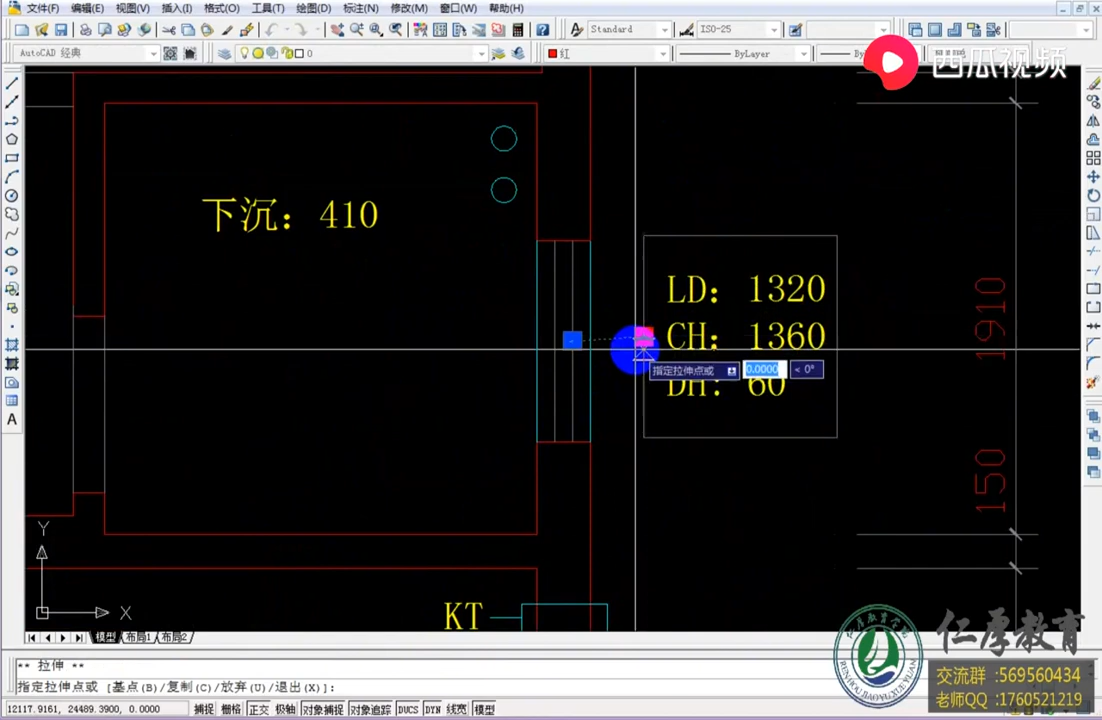 文件(F) 编辑(E) 视图(V) 插入(I) 格式(O) 工具(T) 绘图(D) 标注(N) 修改(M) 窗口(W) 帮助(H)
Standard ISO-25
AutoCAD 经典 0 红 ByLayer
西瓜视频
下沉：410
LD：1320
CH：1360
DH：60
指定拉伸点或 0.0000 < 0°
1910
150
Y
X
KT
A
模型 布局1 布局2
** 拉伸 **
指定拉伸点或 [基点(B)/复制(C)/放弃(U)/退出(X)]:
12117.9161, 24489.3900, 0.0000 捕捉 栅格 正交 极轴 对象捕捉 对象追踪 DUCS DYN 线宽 模型
仁厚教育
RENHOUJIAOYUXUEYUAN
交流群 :569560434
老师QQ :1760521219